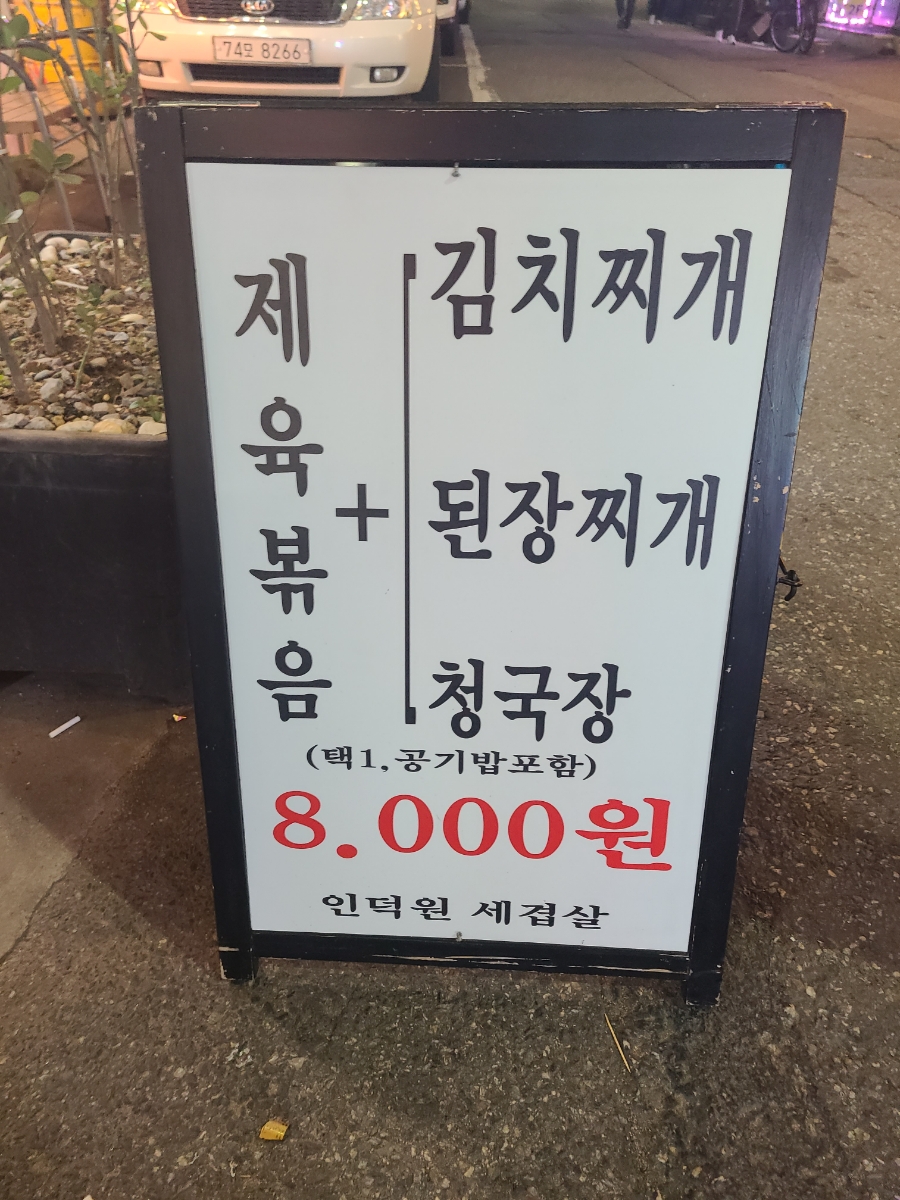 KIA
74모 8266
제육볶음
+
김치찌개
된장찌개
청국장
(택1,공기밥포함)
8.000원
인덕원 세겹살